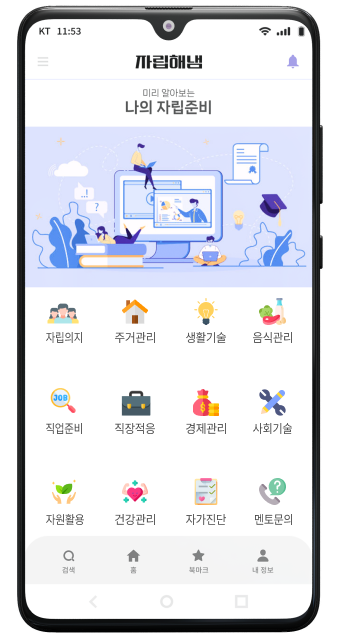 KT 11:53
자립해냄
미리 알아보는
나의 자립준비
...!
?
자립의지 주거관리 생활기술 음식관리
JOB
직업준비 직장적응 경제관리 사회기술
$
?
자원활용 건강관리 자가진단 멘토문의
검색 홈 북마크 내 정보